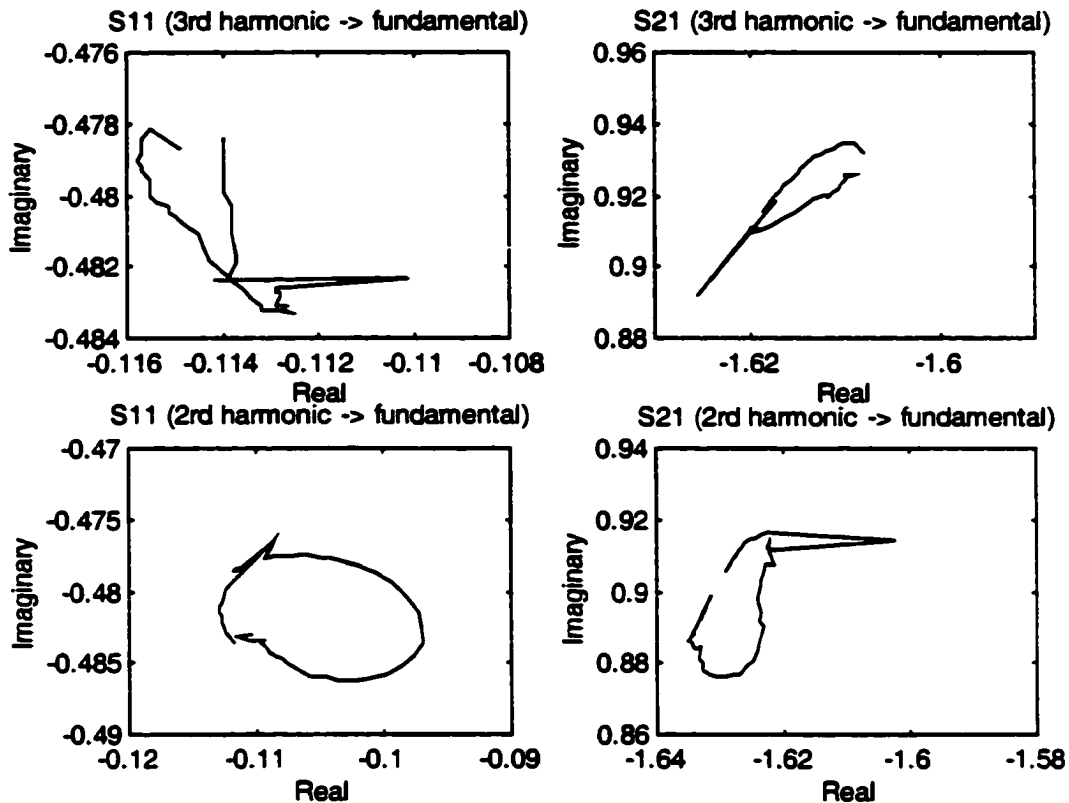 S11 (3rd harmonic -> fundamental)
-0.476
-0.478
-0.48
-0.482
-0.484
Imaginary
-0.116 -0.114 -0.112 -0.11 -0.108
Real
S21 (3rd harmonic -> fundamental)
0.96
0.94
0.92
0.9
0.88
Imaginary
-1.62 -1.6
Real
S11 (2rd harmonic -> fundamental)
-0.47
-0.475
-0.48
-0.485
-0.49
Imaginary
-0.12 -0.11 -0.1 -0.09
Real
S21 (2rd harmonic -> fundamental)
0.94
0.92
0.9
0.88
0.86
Imaginary
-1.64 -1.62 -1.6 -1.58
Real